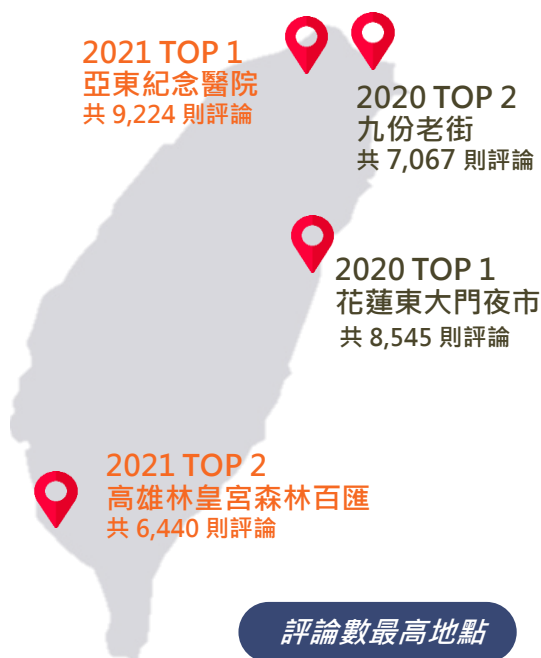 2021 TOP 1
亞東紀念醫院
共 9,224 則評論
2020 TOP 2
九份老街
共 7,067 則評論
2020 TOP 1
花蓮東大門夜市
共 8,545 則評論
2021 TOP 2
高雄林皇宮森林百匯
共 6,440 則評論
評論數最高地點